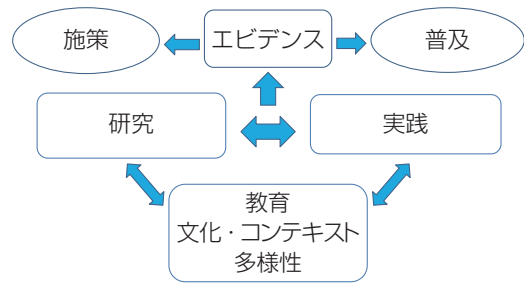 施策
エビデンス
普及
研究
実践
教育
文化・コンテキスト
多様性